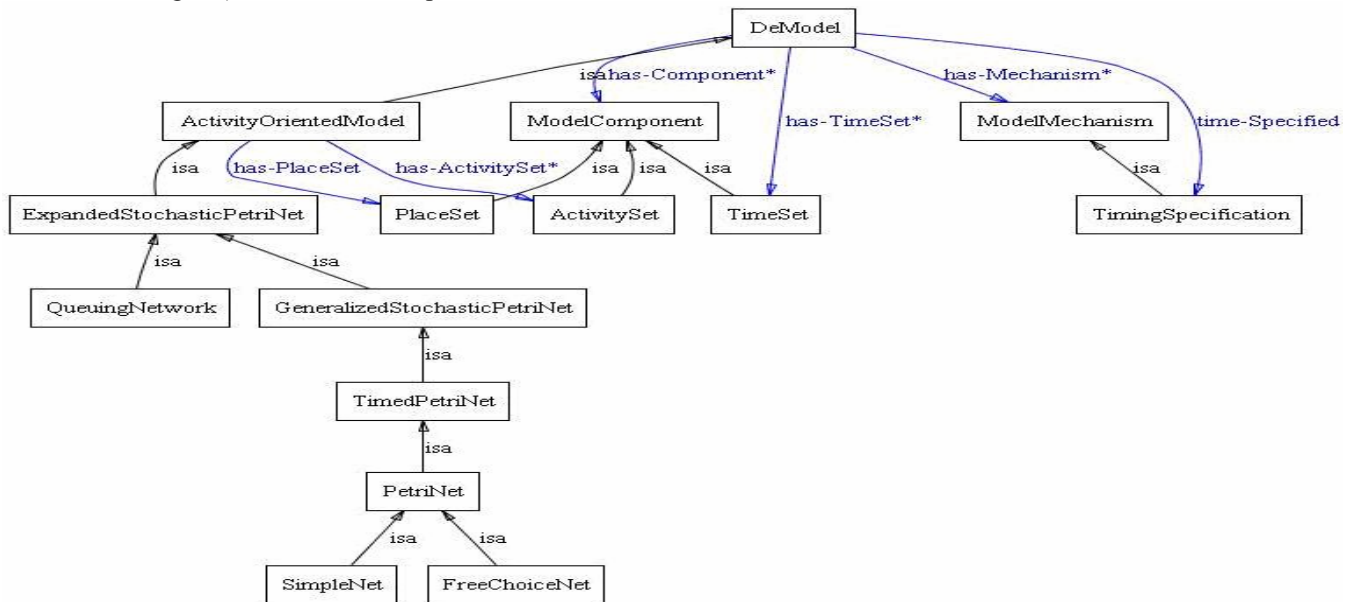 DeModel
isa has-Component*
has-Mechanism*
ActivityOrientedModel
ModelComponent
has-TimeSet*
ModelMechanism
time-Specified
isa
has-PlaceSet
has-ActivitySet*
isa
isa
isa
isa
ExpandedStochasticPetriNet
PlaceSet
ActivitySet
TimeSet
TimingSpecification
isa
isa
QueuingNetwork
GeneralizedStochasticPetriNet
isa
TimedPetriNet
isa
PetriNet
isa
isa
SimpleNet
FreeChoiceNet